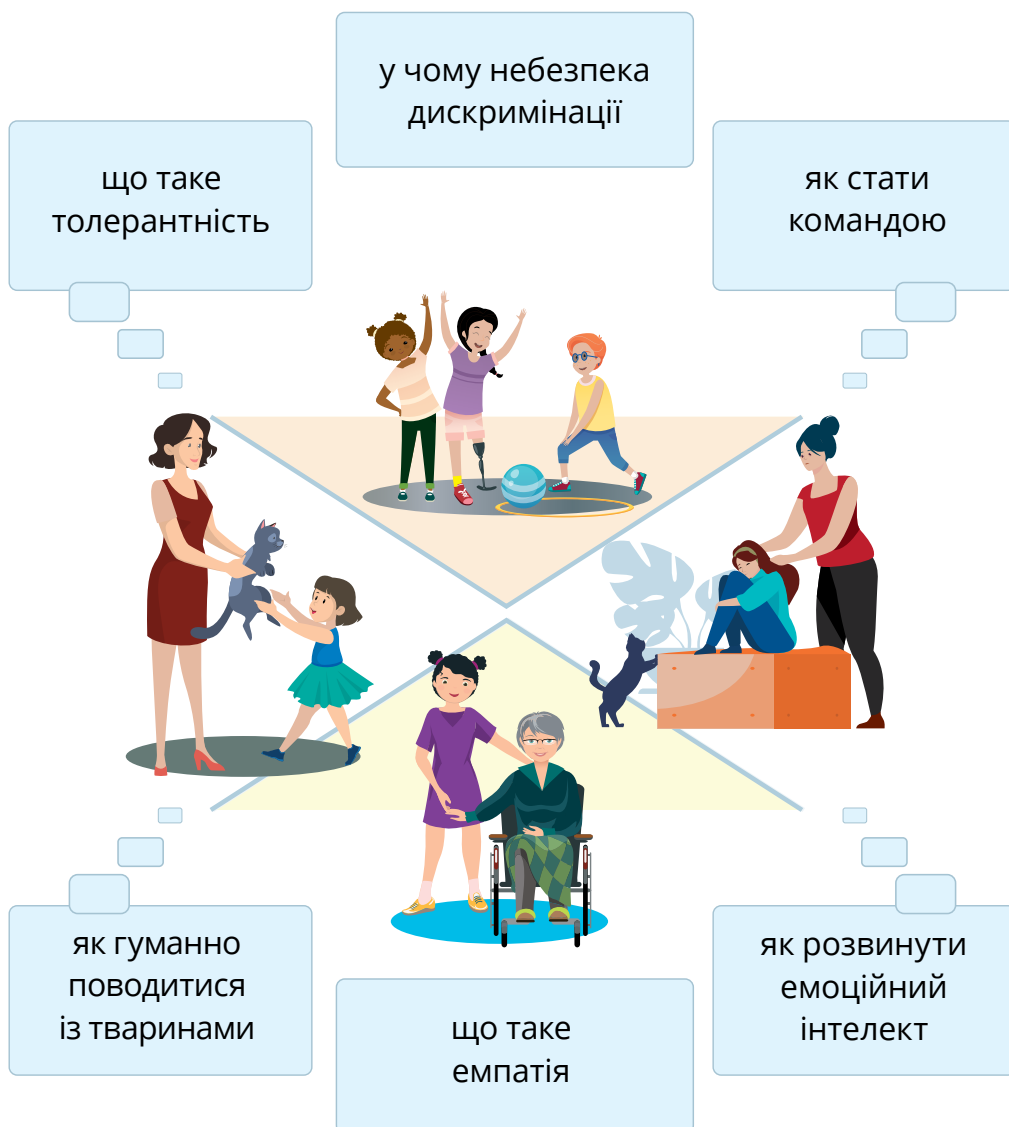 у чому небезпека
дискримінації
що таке
толерантність
як стати
командою
як гуманно
поводитися
із тваринами
що таке
емпатія
як розвинути
емоційний
інтелект